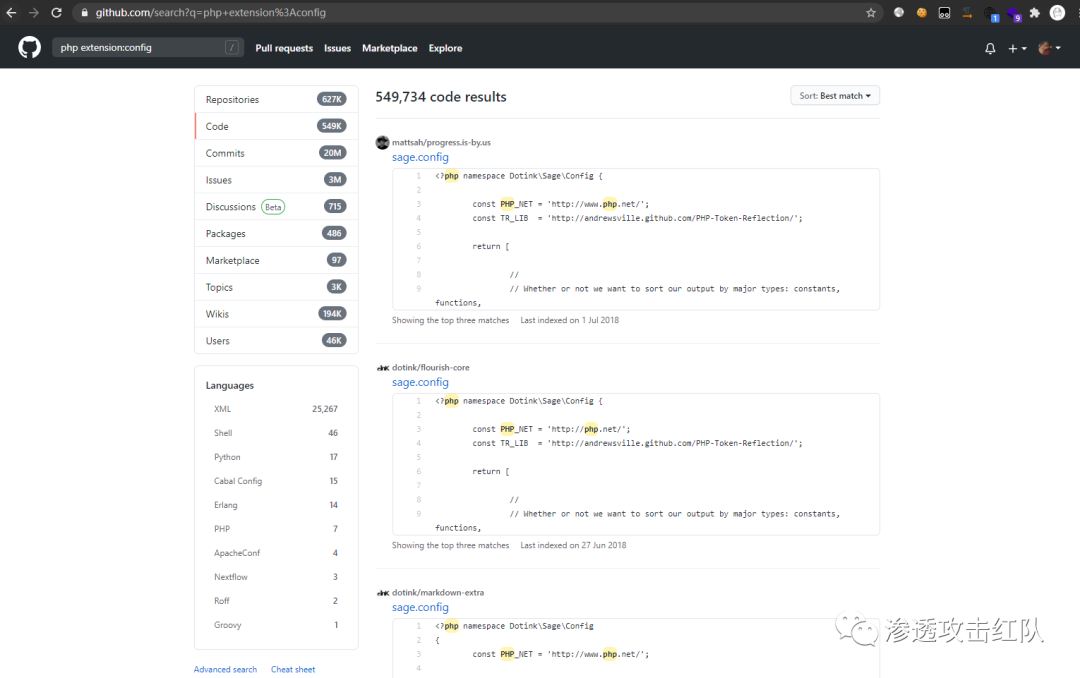 github.com/search?q=php+extension%3Aconfig
1
9
php extension:config
/
Pull requests Issues Marketplace Explore
Repositories 627K
Code 549K
Commits 20M
Issues 3M
Discussions Beta 715
Packages 486
Marketplace 97
Topics 3K
Wikis 194K
Users 46K
Languages
XML 25,267
Shell 46
Python 17
Cabal Config 15
Erlang 14
PHP 7
ApacheConf 4
Nextflow 3
Roff 2
Groovy 1
Advanced search Cheat sheet
549,734 code results
Sort: Best match
mattsah/progress.is-by.us
sage.config
1 <?php namespace Dotink\Sage\Config {
2
3 const PHP_NET = 'http://www.php.net/';
4 const TR_LIB = 'http://andrewsville.github.com/PHP-Token-Reflection/';
5
6 return [
7
8 //
9 // Whether or not we want to sort our output by major types: constants,
functions,
Showing the top three matches Last indexed on 1 Jul 2018
dotink/flourish-core
sage.config
1 <?php namespace Dotink\Sage\Config {
2
3 const PHP_NET = 'http://php.net/';
4 const TR_LIB = 'http://andrewsville.github.com/PHP-Token-Reflection/';
5
6 return [
7
8 //
9 // Whether or not we want to sort our output by major types: constants,
functions,
Showing the top three matches Last indexed on 27 Jun 2018
dotink/markdown-extra
sage.config
1 <?php namespace Dotink\Sage\Config
2 {
3 const PHP_NET = 'http://www.php.net/';
4
渗透攻击红队